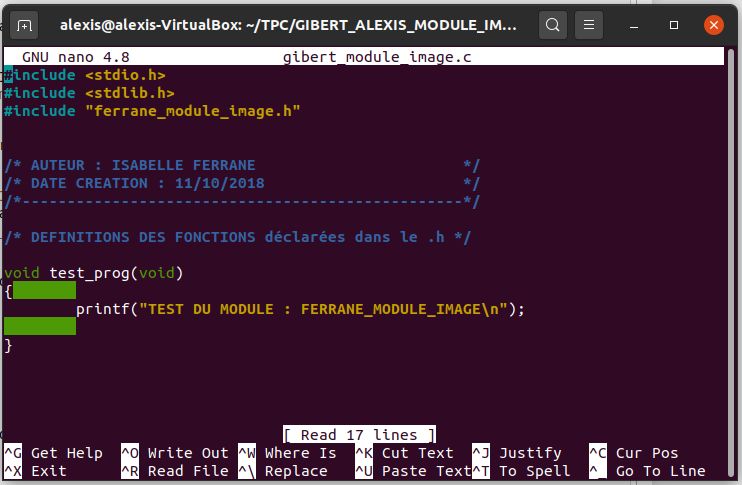 alexis@alexis-VirtualBox: ~/TPC/GIBERT_ALEXIS_MODULE_IM...
GNU nano 4.8 gibert_module_image.c
#include <stdio.h>
#include <stdlib.h>
#include "ferrane_module_image.h"
/* AUTEUR : ISABELLE FERRANE */
/* DATE CREATION : 11/10/2018 */
/*-------------------------------------------------*/
/* DEFINITIONS DES FONCTIONS déclarées dans le .h */
void test_prog(void)
{
printf("TEST DU MODULE : FERRANE_MODULE_IMAGE\n");
}
[ Read 17 lines ]
^G Get Help ^O Write Out ^W Where Is ^K Cut Text ^J Justify ^C Cur Pos
^X Exit ^R Read File ^\ Replace ^U Paste Text ^T To Spell ^_ Go To Line